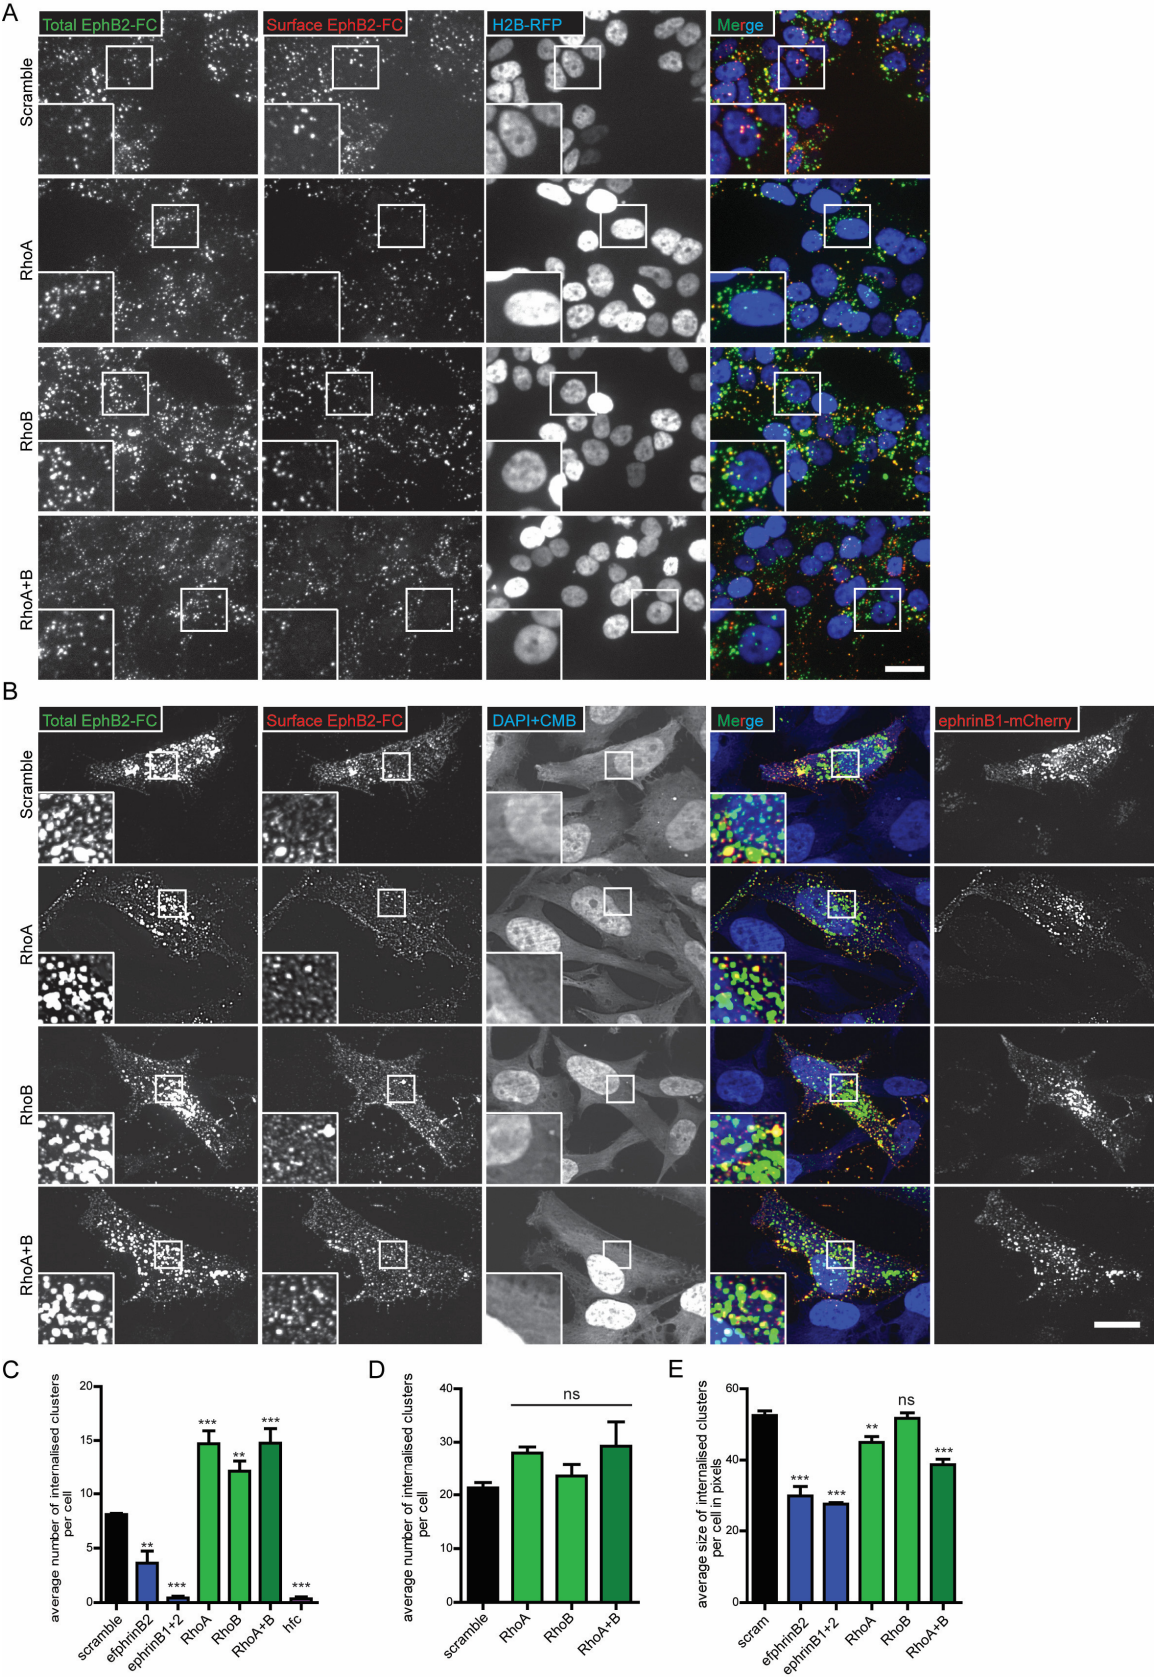 A
Total EphB2-FC
Surface EphB2-FC
H2B-RFP
Merge
Scramble
RhoA
RhoB
RhoA+B
B
Total EphB2-FC
Surface EphB2-FC
DAPI+CMB
Merge
ephrinB1-mCherry
Scramble
RhoA
RhoB
RhoA+B
C
average number of internalised clusters
per cell
20
15
10
5
0
**
***
***
**
***
***
scramble
efphrinB2
ephrinB1+2
RhoA
RhoB
RhoA+B
hfc
D
average number of internalised clusters
per cell
40
30
20
10
0
ns
scramble
RhoA
RhoB
RhoA+B
E
average size of internalised clusters
per cell in pixels
60
40
20
0
***
***
**
ns
***
scram
efphrinB2
ephrinB1+2
RhoA
RhoB
RhoA+B